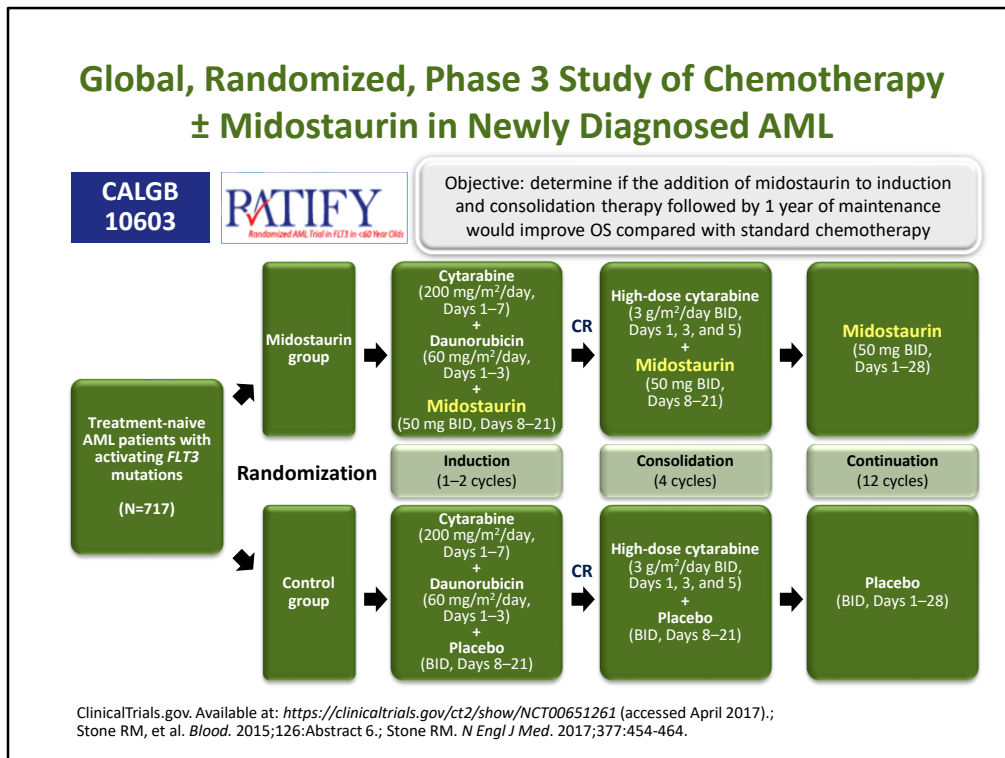 Global, Randomized, Phase 3 Study of Chemotherapy
± Midostaurin in Newly Diagnosed AML
CALGB
10603
RATIFY
Randomized AML Trial in FLT3 in <60 Year Olds
Objective: determine if the addition of midostaurin to induction
and consolidation therapy followed by 1 year of maintenance
would improve OS compared with standard chemotherapy
Treatment-naive
AML patients with
activating FLT3
mutations
(N=717)
Randomization
Midostaurin
group
Cytarabine
(200 mg/m²/day,
Days 1–7)
+
Daunorubicin
(60 mg/m²/day,
Days 1–3)
+
Midostaurin
(50 mg BID, Days 8–21)
CR
High-dose cytarabine
(3 g/m²/day BID,
Days 1, 3, and 5)
+
Midostaurin
(50 mg BID,
Days 8–21)
Midostaurin
(50 mg BID,
Days 1–28)
Induction
(1–2 cycles)
Consolidation
(4 cycles)
Continuation
(12 cycles)
Control
group
Cytarabine
(200 mg/m²/day,
Days 1–7)
+
Daunorubicin
(60 mg/m²/day,
Days 1–3)
+
Placebo
(BID, Days 8–21)
CR
High-dose cytarabine
(3 g/m²/day BID,
Days 1, 3, and 5)
+
Placebo
(BID, Days 8–21)
Placebo
(BID, Days 1–28)
ClinicalTrials.gov. Available at: https://clinicaltrials.gov/ct2/show/NCT00651261 (accessed April 2017).;
Stone RM, et al. Blood. 2015;126:Abstract 6.; Stone RM. N Engl J Med. 2017;377:454-464.